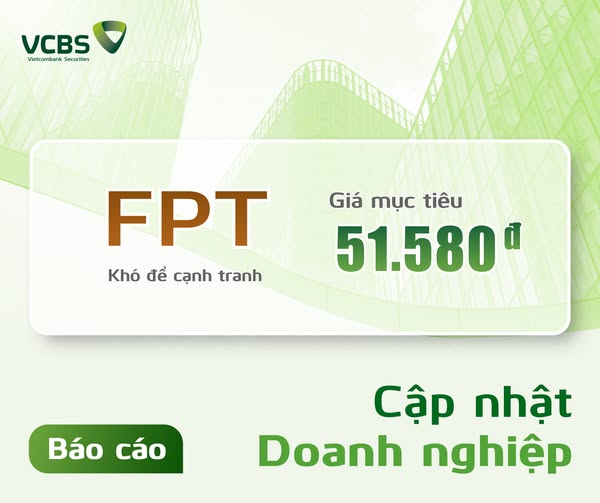 VCBS
Vietcombank Securities
FPT
Khó để cạnh tranh
Giá mục tiêu
51.580 đ
Cập nhật
Doanh nghiệp
Báo cáo